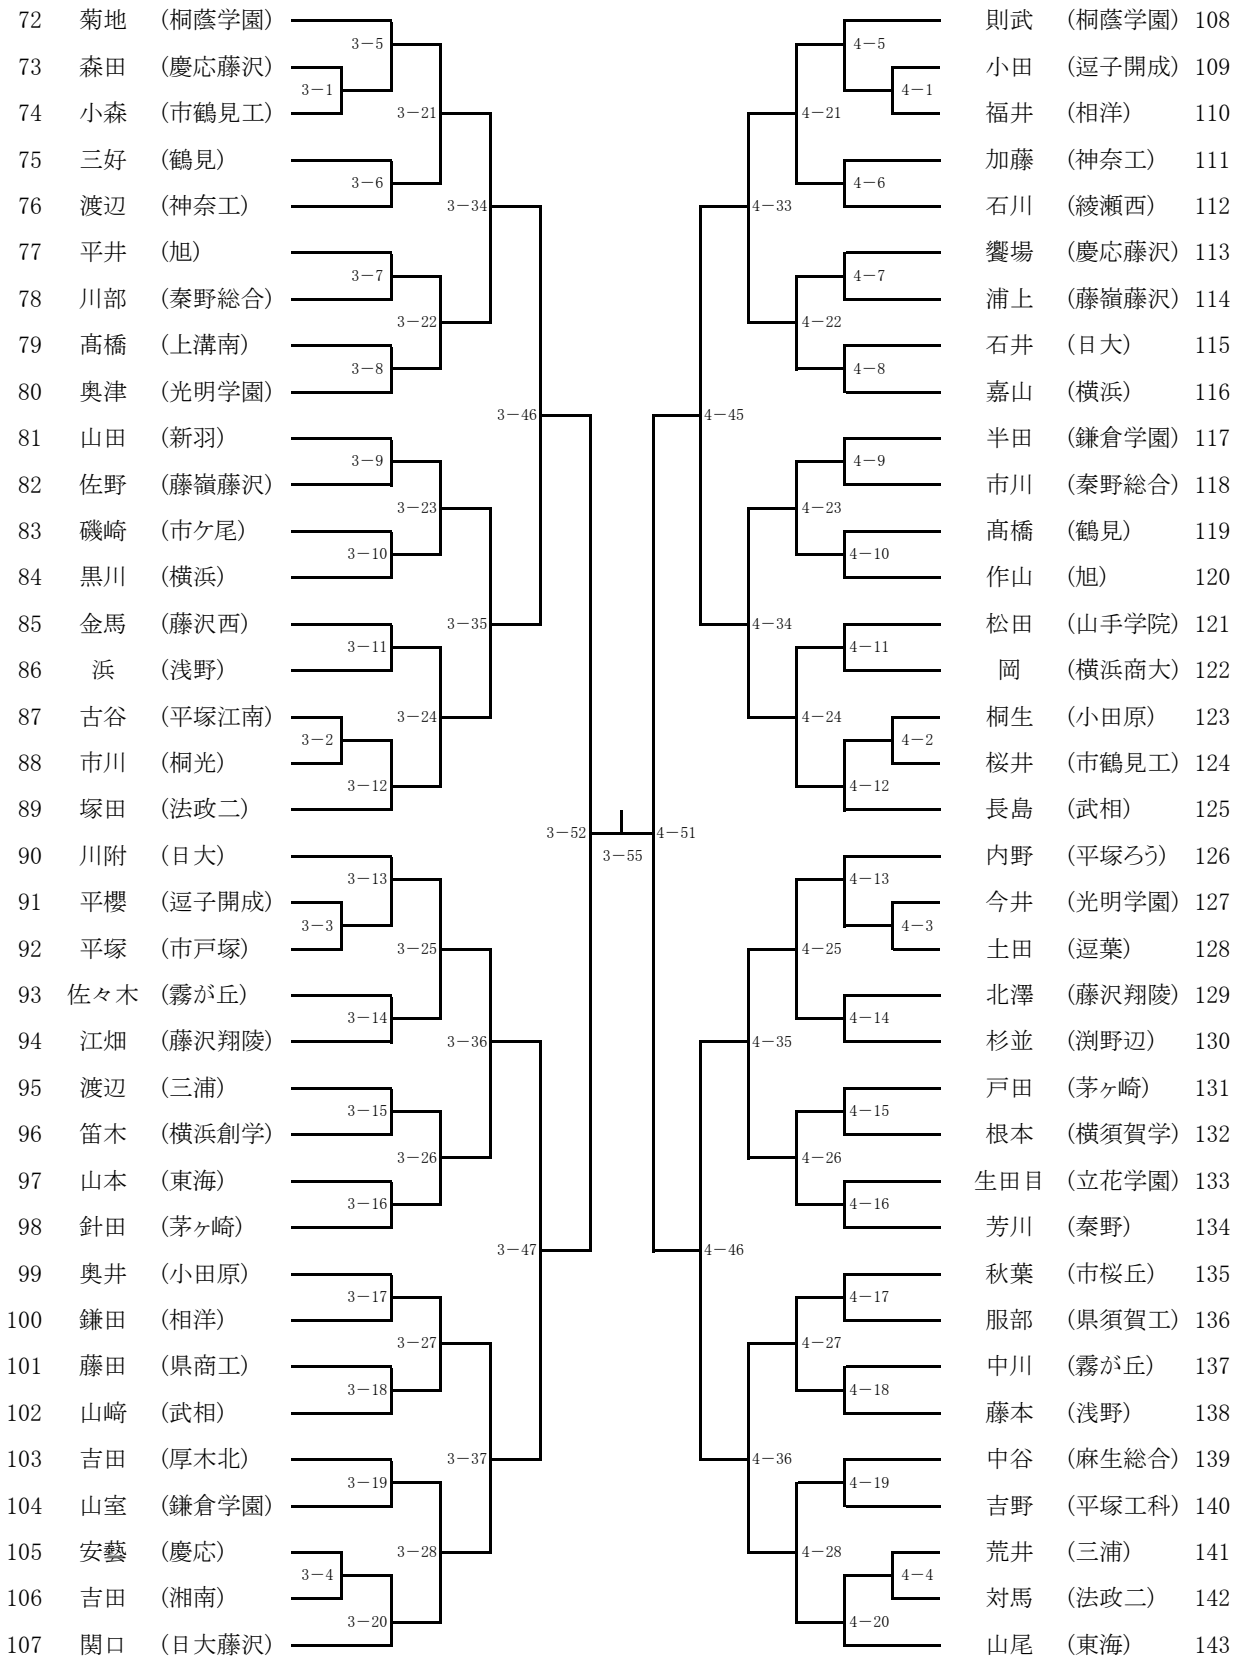 72 菊地 (桐蔭学園)
73 森田 (慶応藤沢)
74 小森 (市鶴見工)
75 三好 (鶴見)
76 渡辺 (神奈工)
77 平井 (旭)
78 川部 (秦野総合)
79 髙橋 (上溝南)
80 奥津 (光明学園)
81 山田 (新羽)
82 佐野 (藤嶺藤沢)
83 磯崎 (市ケ尾)
84 黒川 (横浜)
85 金馬 (藤沢西)
86 浜 (浅野)
87 古谷 (平塚江南)
88 市川 (桐光)
89 塚田 (法政二)
90 川附 (日大)
91 平櫻 (逗子開成)
92 平塚 (市戸塚)
93 佐々木 (霧が丘)
94 江畑 (藤沢翔陵)
95 渡辺 (三浦)
96 笛木 (横浜創学)
97 山本 (東海)
98 針田 (茅ヶ崎)
99 奥井 (小田原)
100 鎌田 (相洋)
101 藤田 (県商工)
102 山﨑 (武相)
103 吉田 (厚木北)
104 山室 (鎌倉学園)
105 安藝 (慶応)
106 吉田 (湘南)
107 関口 (日大藤沢)
3－5
3－1
3－21
3－6
3－34
3－7
3－22
3－8
3－46
3－9
3－23
3－10
3－35
3－11
3－24
3－2
3－12
3－52
3－55
3－13
3－3
3－25
3－14
3－36
3－15
3－26
3－16
3－47
3－17
3－27
3－18
3－37
3－19
3－28
3－4
3－20
4－5
4－1
4－21
4－6
4－33
4－7
4－22
4－8
4－45
4－9
4－23
4－10
4－34
4－11
4－24
4－2
4－12
4－51
4－13
4－3
4－25
4－14
4－35
4－15
4－26
4－16
4－46
4－17
4－27
4－18
4－36
4－19
4－28
4－4
4－20
則武 (桐蔭学園) 108
小田 (逗子開成) 109
福井 (相洋) 110
加藤 (神奈工) 111
石川 (綾瀬西) 112
饗場 (慶応藤沢) 113
浦上 (藤嶺藤沢) 114
石井 (日大) 115
嘉山 (横浜) 116
半田 (鎌倉学園) 117
市川 (秦野総合) 118
髙橋 (鶴見) 119
作山 (旭) 120
松田 (山手学院) 121
岡 (横浜商大) 122
桐生 (小田原) 123
桜井 (市鶴見工) 124
長島 (武相) 125
内野 (平塚ろう) 126
今井 (光明学園) 127
土田 (逗葉) 128
北澤 (藤沢翔陵) 129
杉並 (渕野辺) 130
戸田 (茅ヶ崎) 131
根本 (横須賀学) 132
生田目 (立花学園) 133
芳川 (秦野) 134
秋葉 (市桜丘) 135
服部 (県須賀工) 136
中川 (霧が丘) 137
藤本 (浅野) 138
中谷 (麻生総合) 139
吉野 (平塚工科) 140
荒井 (三浦) 141
対馬 (法政二) 142
山尾 (東海) 143